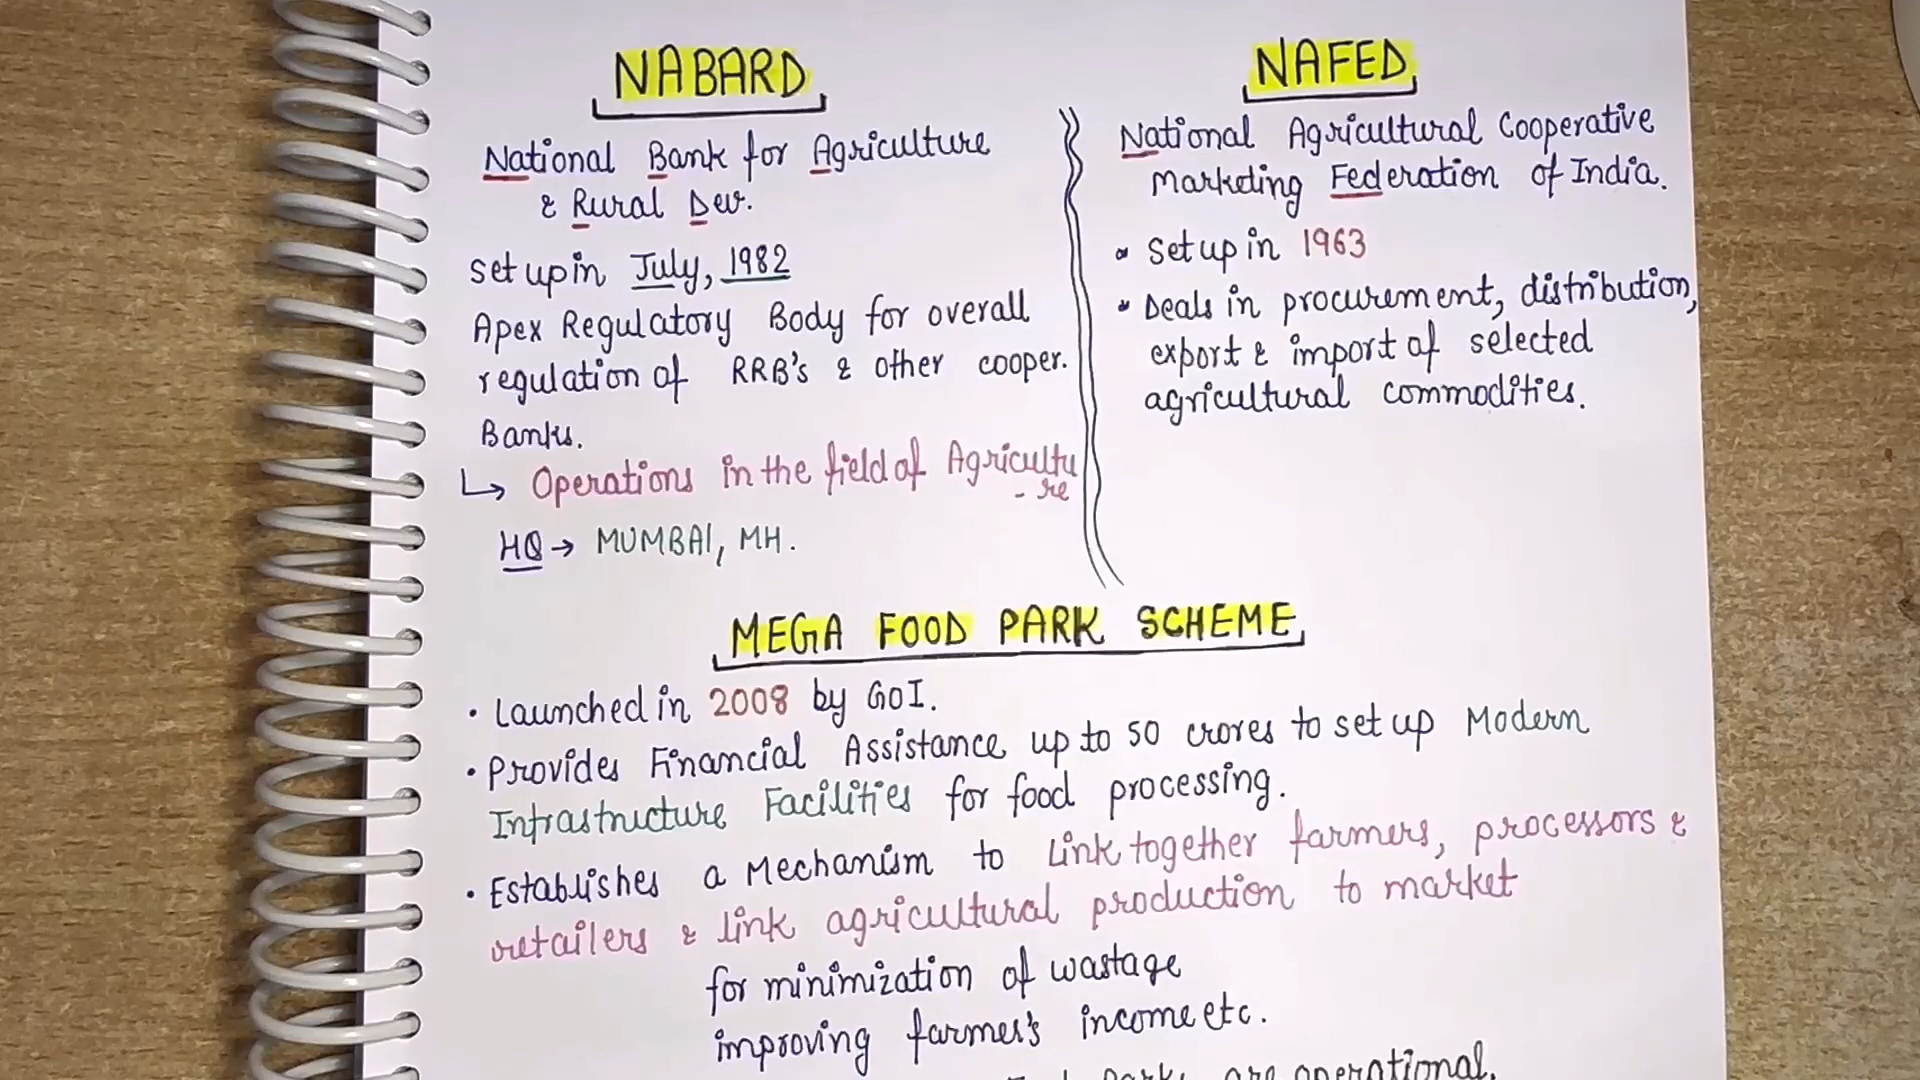 NABARD
National Bank for Agriculture
& Rural Dev.
Set up in July, 1982
Apex Regulatory Body for overall
regulation of RRB's & other cooper.
Banks.
↳ Operations in the field of Agricultu
-re
HQ → MUMBAI, MH.
NAFED
National Agricultural Cooperative
Marketing Federation of India.
• Set up in 1963
• Deals in procurement, distribution,
export & import of selected
agricultural commodities.
MEGA FOOD PARK SCHEME
• Launched in 2008 by GOI.
• Provides Financial Assistance up to 50 crores to set up Modern
Infrastructure Facilities for food processing.
• Establishes a Mechanism to link together farmers, processors &
retailers & link agricultural production to market
for minimization of wastage
improving farmer's income etc.
are operational.